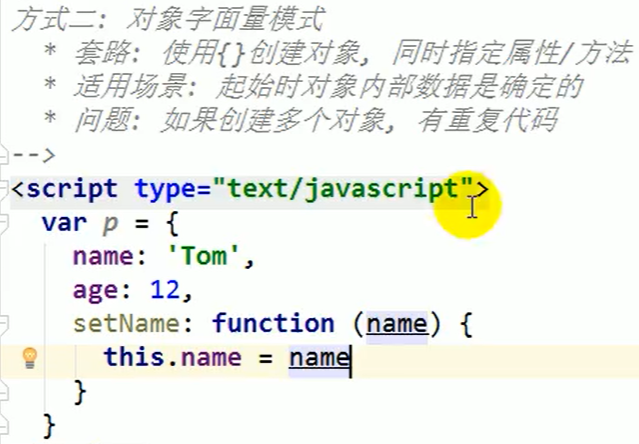 方式二: 对象字面量模式
* 套路: 使用{}创建对象, 同时指定属性/方法
* 适用场景: 起始时对象内部数据是确定的
* 问题: 如果创建多个对象, 有重复代码
-->
<script type="text/javascript">
var p = {
name: 'Tom',
age: 12,
setName: function (name) {
this.name = name
}
}